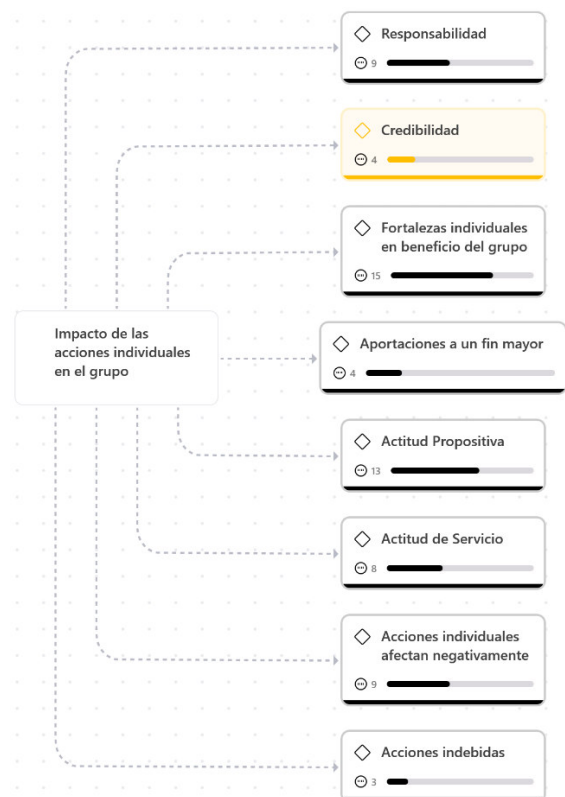 Responsabilidad
9
Credibilidad
4
Fortalezas individuales
en beneficio del grupo
15
Impacto de las
acciones individuales
en el grupo
Aportaciones a un fin mayor
4
Actitud Propositiva
13
Actitud de Servicio
8
Acciones individuales
afectan negativamente
9
Acciones indebidas
3